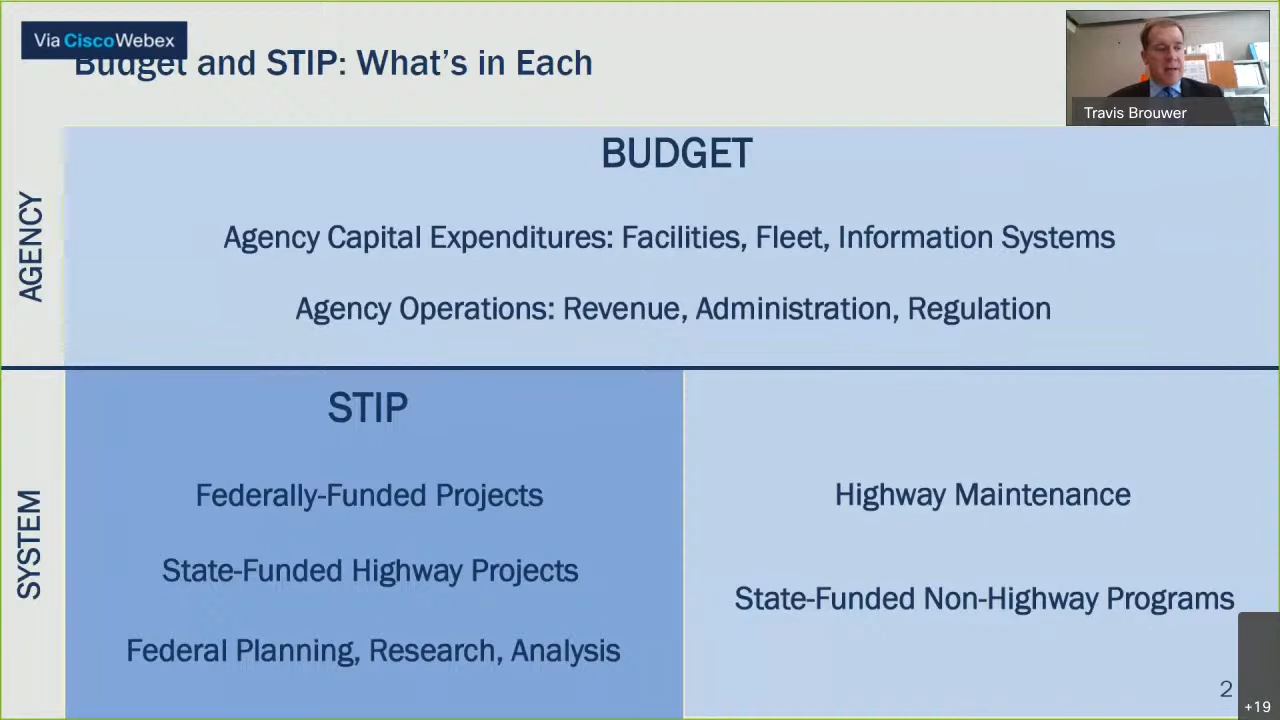 Via Cisco Webex
Budget and STIP: What's in Each
Travis Brouwer
AGENCY
BUDGET
Agency Capital Expenditures: Facilities, Fleet, Information Systems
Agency Operations: Revenue, Administration, Regulation
SYSTEM
STIP
Federally-Funded Projects
State-Funded Highway Projects
Federal Planning, Research, Analysis
Highway Maintenance
State-Funded Non-Highway Programs
2
+19